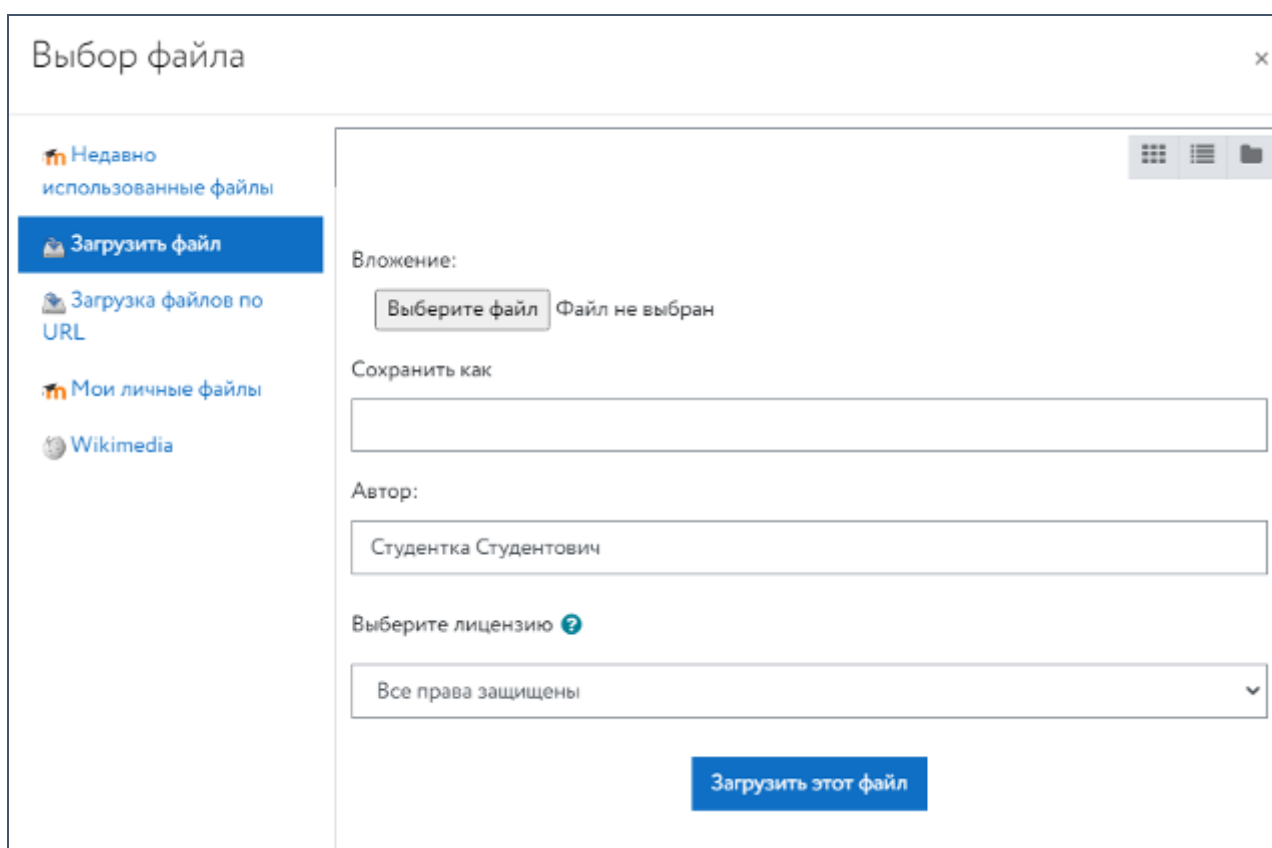 Выбор файла
×
Недавно
использованные файлы
Загрузить файл
Загрузка файлов по
URL
Мои личные файлы
Wikimedia
Вложение:
Выберите файл Файл не выбран
Сохранить как
Автор:
Студентка Студентович
Выберите лицензию ?
Все права защищены
Загрузить этот файл